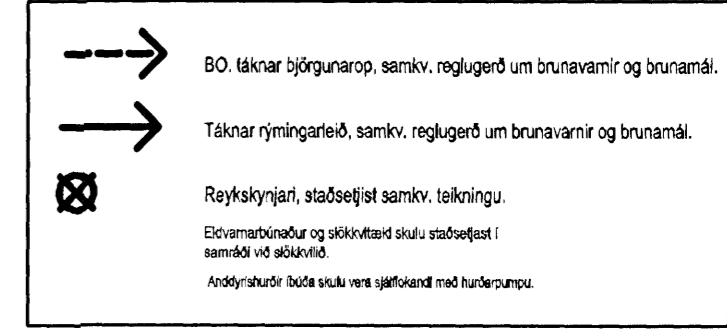 BO. táknar björgunarop, samkv. reglugerð um brunavarnir og brunamál.
Táknar rýmingarleið, samkv. reglugerð um brunavarnir og brunamál.
Reykskynjari, staðsetjist samkv. teikningu.
Eldvarnarbúnaður og slökkvitæki skulu staðsetjast í
samráði við slökkvilið.
Anddyrishurðir íbúða skulu vera sjálflokandi með hurðarpumpu.